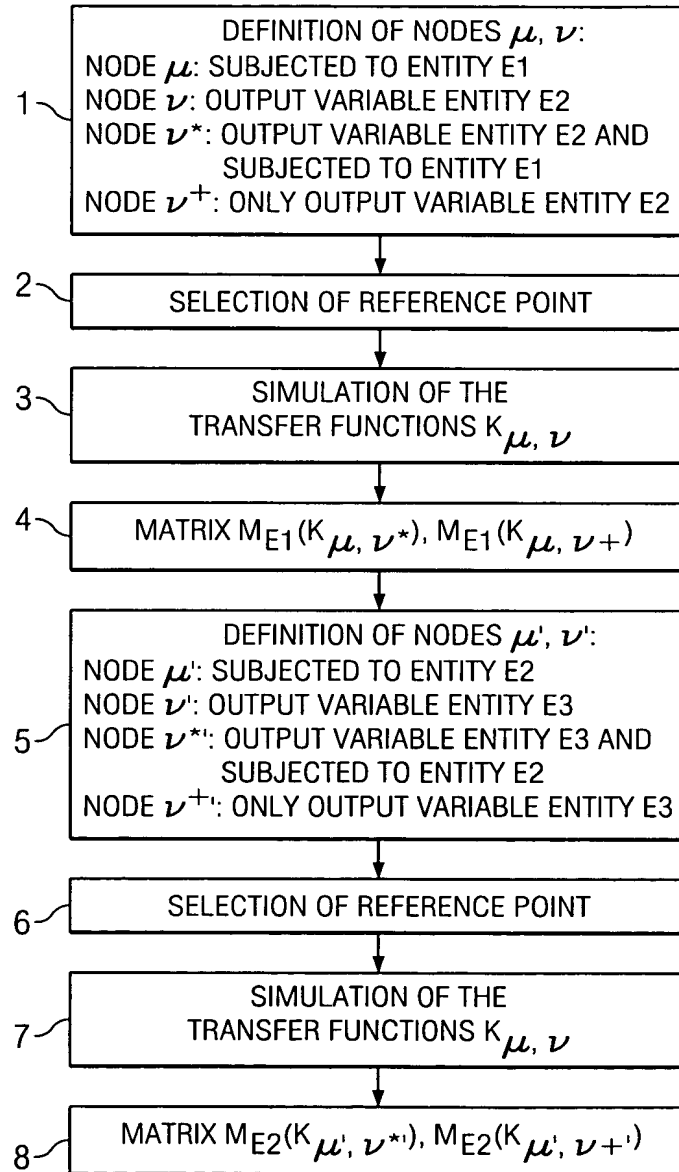 DEFINITION OF NODES μ, ν:
NODE μ: SUBJECTED TO ENTITY E1
NODE ν: OUTPUT VARIABLE ENTITY E2
1
NODE ν*: OUTPUT VARIABLE ENTITY E2 AND
SUBJECTED TO ENTITY E1
NODE ν+: ONLY OUTPUT VARIABLE ENTITY E2
2
SELECTION OF REFERENCE POINT
3
SIMULATION OF THE
TRANSFER FUNCTIONS Kμ, ν
4
MATRIX ME1(Kμ, ν*), ME1(Kμ, ν+)
DEFINITION OF NODES μ', ν':
NODE μ': SUBJECTED TO ENTITY E2
NODE ν': OUTPUT VARIABLE ENTITY E3
5
NODE ν*': OUTPUT VARIABLE ENTITY E3 AND
SUBJECTED TO ENTITY E2
NODE ν+': ONLY OUTPUT VARIABLE ENTITY E3
6
SELECTION OF REFERENCE POINT
7
SIMULATION OF THE
TRANSFER FUNCTIONS Kμ, ν
8
MATRIX ME2(Kμ', ν*'), ME2(Kμ', ν+')